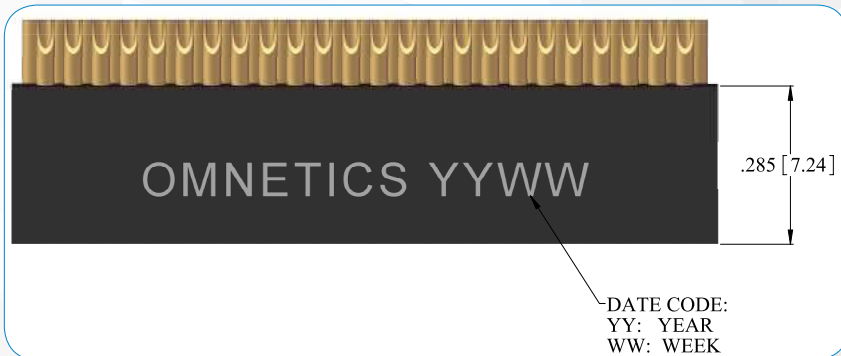 OMNETICS YYWW
.285 [7.24]
DATE CODE:
YY: YEAR
WW: WEEK